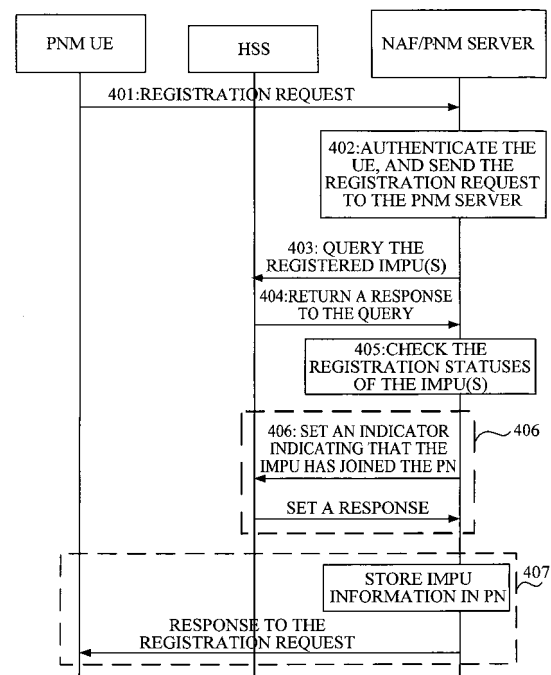 PNM UE
HSS
NAF/PNM SERVER
401:REGISTRATION REQUEST
402:AUTHENTICATE THE
UE, AND SEND THE
REGISTRATION REQUEST
TO THE PNM SERVER
403: QUERY THE
REGISTERED IMPU(S)
404:RETURN A RESPONSE
TO THE QUERY
405:CHECK THE
REGISTRATION STATUSES
OF THE IMPU(S)
406: SET AN INDICATOR
INDICATING THAT THE
IMPU HAS JOINED THE PN
406
SET A RESPONSE
407
STORE IMPU
INFORMATION IN PN
RESPONSE TO THE
REGISTRATION REQUEST